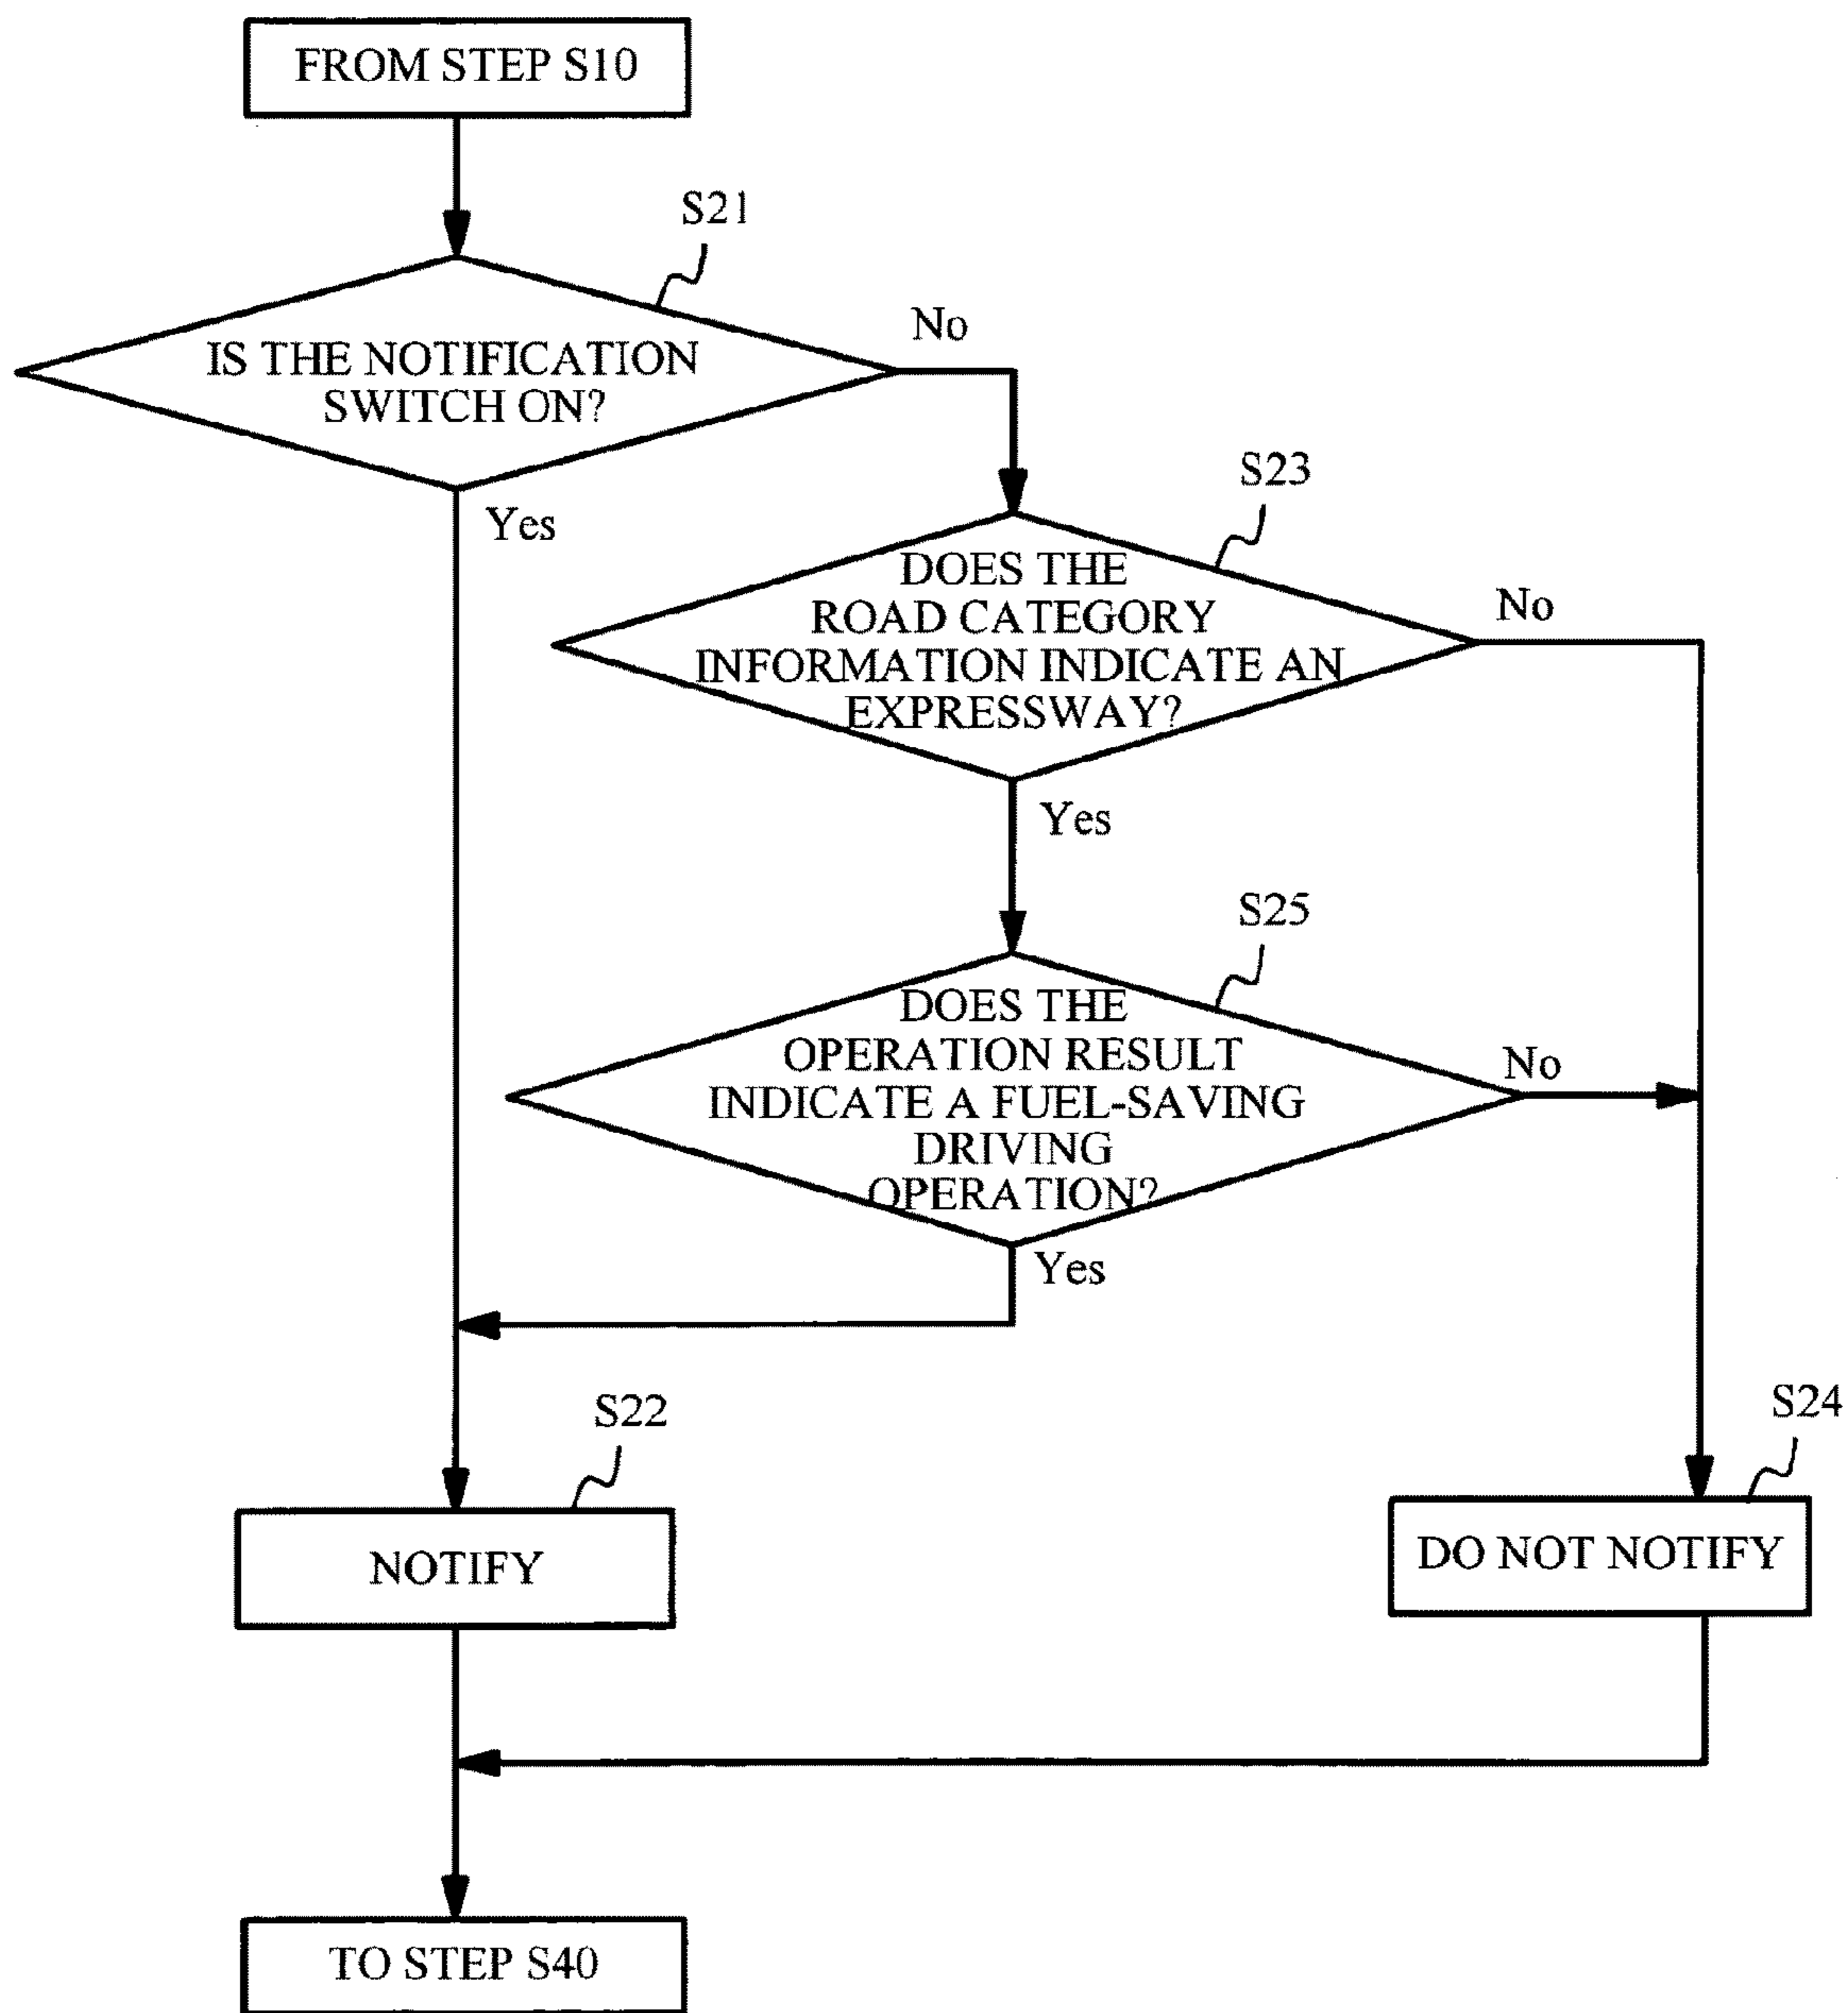 FROM STEP S10
S21
IS THE NOTIFICATION
SWITCH ON?
No
Yes
S23
DOES THE
ROAD CATEGORY
INFORMATION INDICATE AN
EXPRESSWAY?
No
Yes
S25
DOES THE
OPERATION RESULT
INDICATE A FUEL-SAVING
DRIVING
OPERATION?
No
Yes
S22
NOTIFY
S24
DO NOT NOTIFY
TO STEP S40